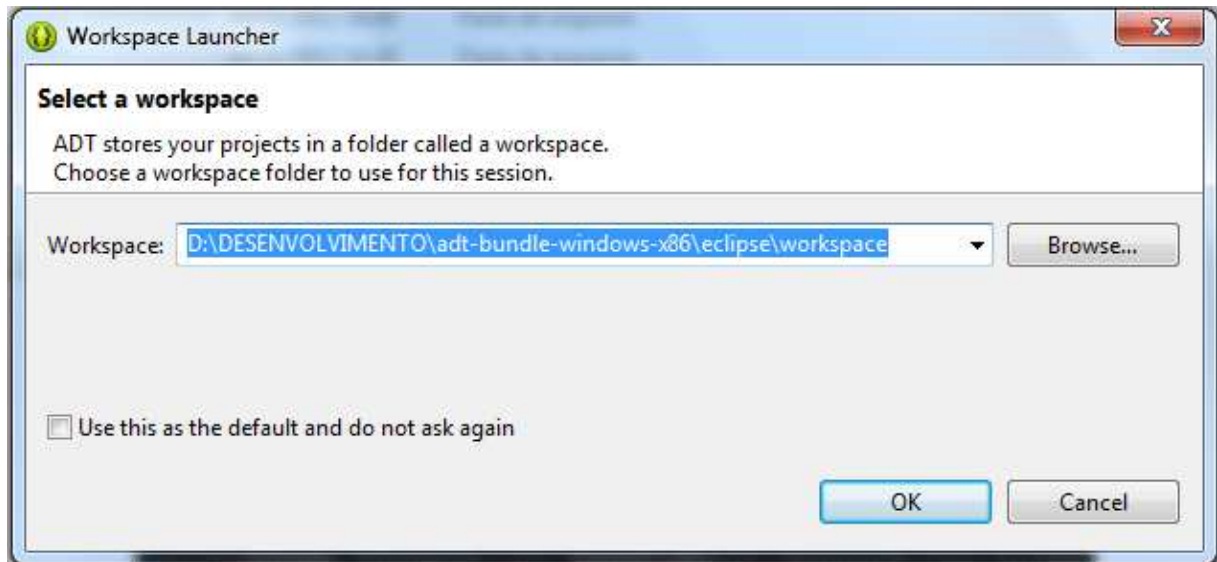 Workspace Launcher
Select a workspace
ADT stores your projects in a folder called a workspace.
Choose a workspace folder to use for this session.
Workspace: D:\DESENVOLVIMENTO\adt-bundle-windows-x86\eclipse\workspace Browse...
Use this as the default and do not ask again
OK Cancel